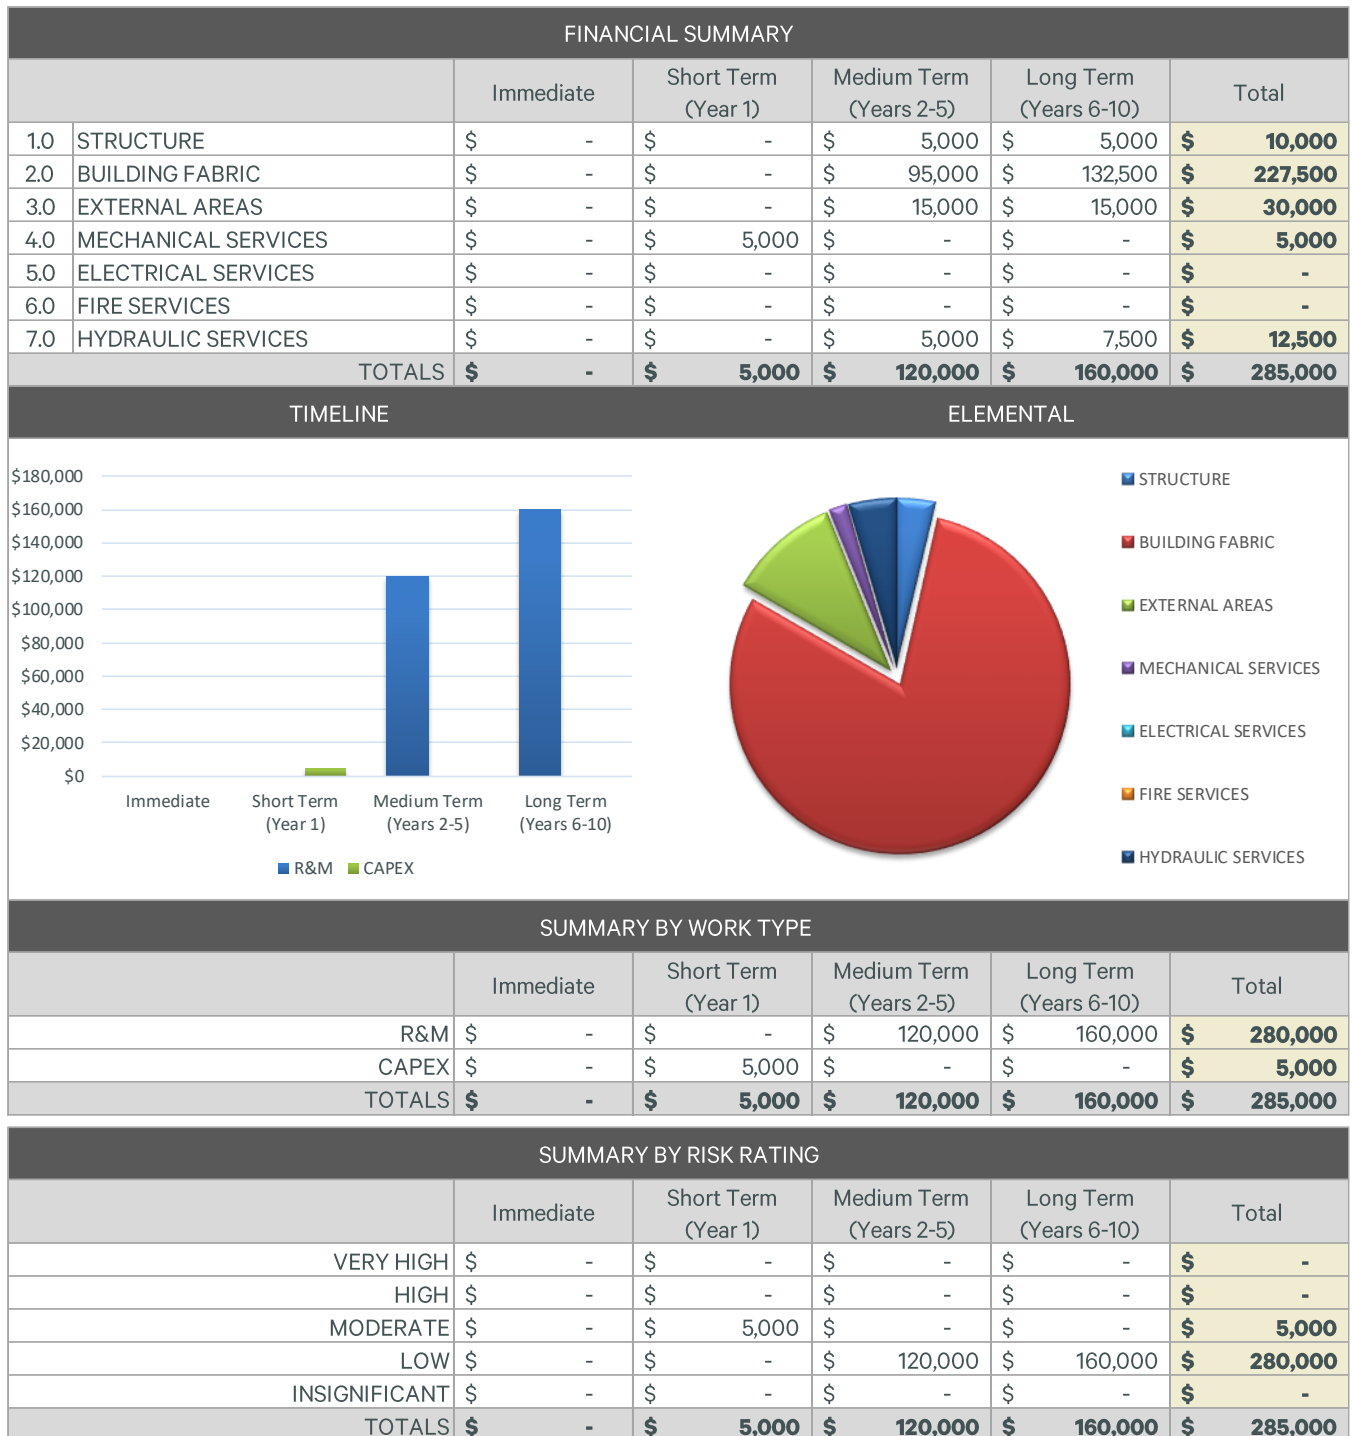 FINANCIAL SUMMARY
Immediate Short Term (Year 1) Medium Term (Years 2-5) Long Term (Years 6-10) Total
1.0 STRUCTURE $ - $ - $ 5,000 $ 5,000 $ 10,000
2.0 BUILDING FABRIC $ - $ - $ 95,000 $ 132,500 $ 227,500
3.0 EXTERNAL AREAS $ - $ - $ 15,000 $ 15,000 $ 30,000
4.0 MECHANICAL SERVICES $ - $ 5,000 $ - $ - $ 5,000
5.0 ELECTRICAL SERVICES $ - $ - $ - $ - $ -
6.0 FIRE SERVICES $ - $ - $ - $ - $ -
7.0 HYDRAULIC SERVICES $ - $ - $ 5,000 $ 7,500 $ 12,500
TOTALS $ - $ 5,000 $ 120,000 $ 160,000 $ 285,000
TIMELINE
$180,000
$160,000
$140,000
$120,000
$100,000
$80,000
$60,000
$40,000
$20,000
$0
Immediate Short Term (Year 1) Medium Term (Years 2-5) Long Term (Years 6-10)
R&M CAPEX
ELEMENTAL
STRUCTURE
BUILDING FABRIC
EXTERNAL AREAS
MECHANICAL SERVICES
ELECTRICAL SERVICES
FIRE SERVICES
HYDRAULIC SERVICES
SUMMARY BY WORK TYPE
Immediate Short Term (Year 1) Medium Term (Years 2-5) Long Term (Years 6-10) Total
R&M $ - $ - $ 120,000 $ 160,000 $ 280,000
CAPEX $ - $ 5,000 $ - $ - $ 5,000
TOTALS $ - $ 5,000 $ 120,000 $ 160,000 $ 285,000
SUMMARY BY RISK RATING
Immediate Short Term (Year 1) Medium Term (Years 2-5) Long Term (Years 6-10) Total
VERY HIGH $ - $ - $ - $ - $ -
HIGH $ - $ - $ - $ - $ -
MODERATE $ - $ 5,000 $ - $ - $ 5,000
LOW $ - $ - $ 120,000 $ 160,000 $ 280,000
INSIGNIFICANT $ - $ - $ - $ - $ -
TOTALS $ - $ 5,000 $ 120,000 $ 160,000 $ 285,000